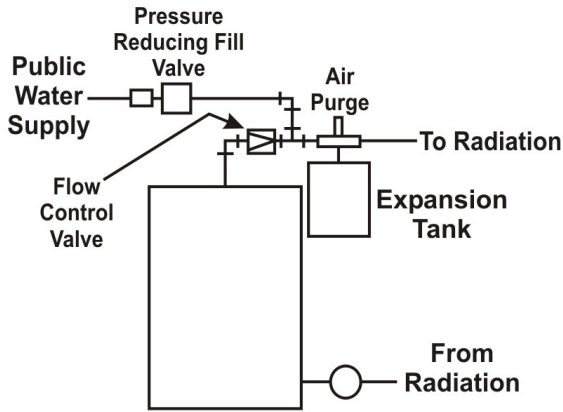 Pressure
Reducing Fill
Valve
Public
Water
Supply
Air
Purge
To Radiation
Flow
Control
Valve
Expansion
Tank
From
Radiation